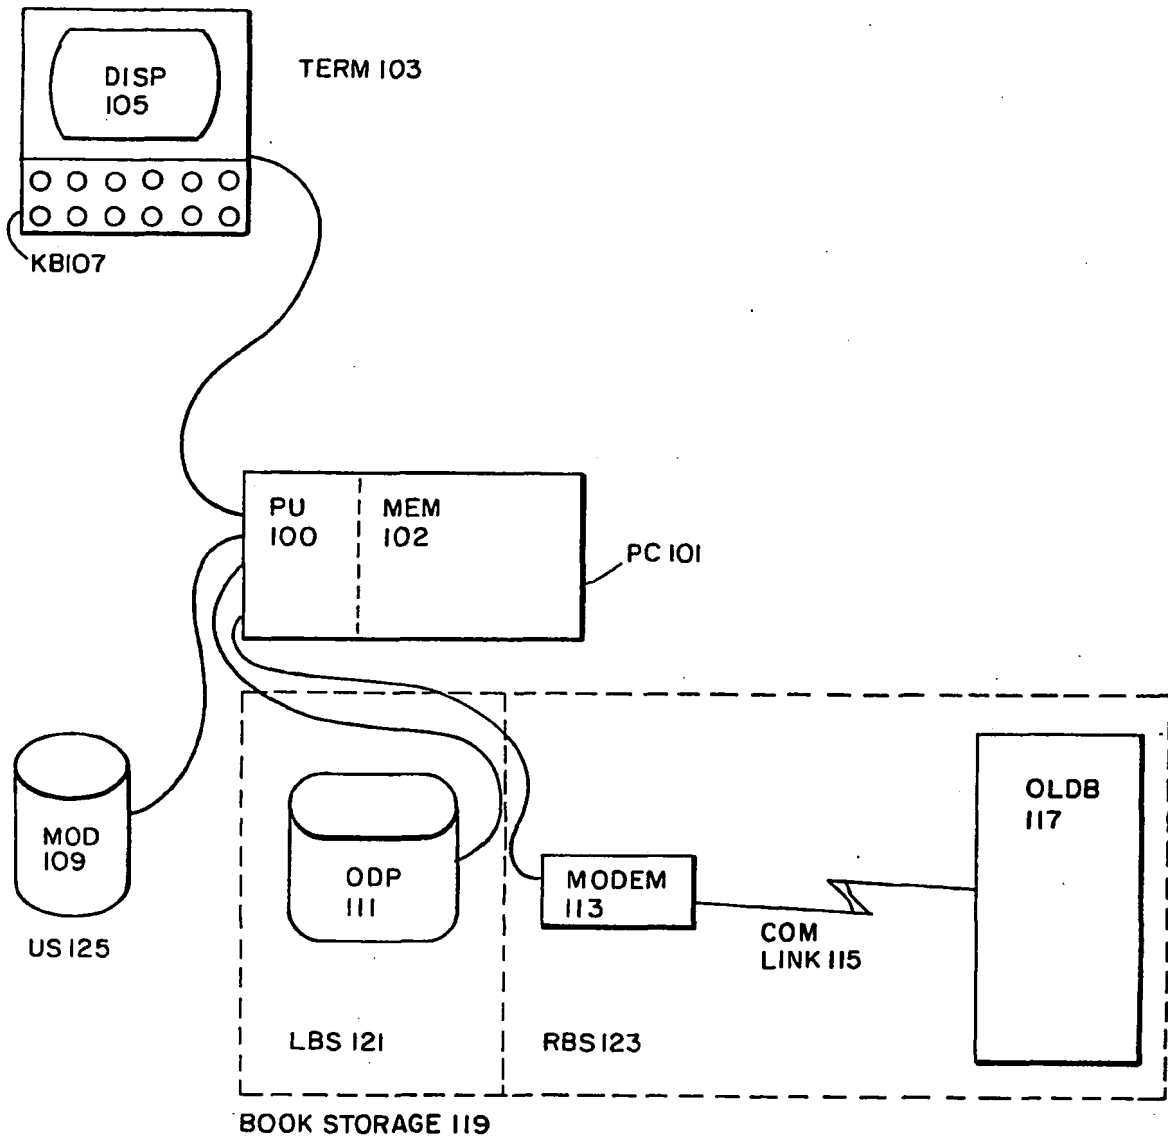 DISP
105
TERM 103
KB107
PU
100
MEM
102
PC 101
MOD
109
US 125
ODP
111
MODEM
113
COM
LINK 115
OLDB
117
LBS 121
RBS 123
BOOK STORAGE 119